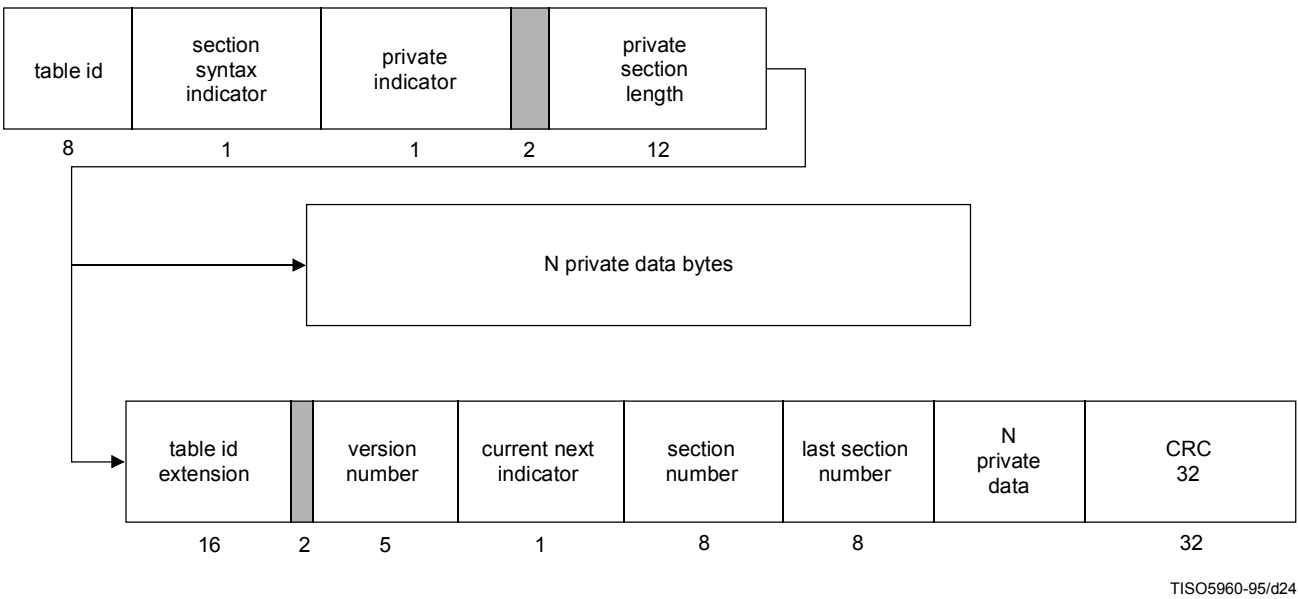 table id
section
syntax
indicator
private
indicator
private
section
length
8
1
1
2
12
N private data bytes
table id
extension
version
number
current next
indicator
section
number
last section
number
N
private
data
CRC
32
16
2
5
1
8
8
32
TISO5960-95/d24